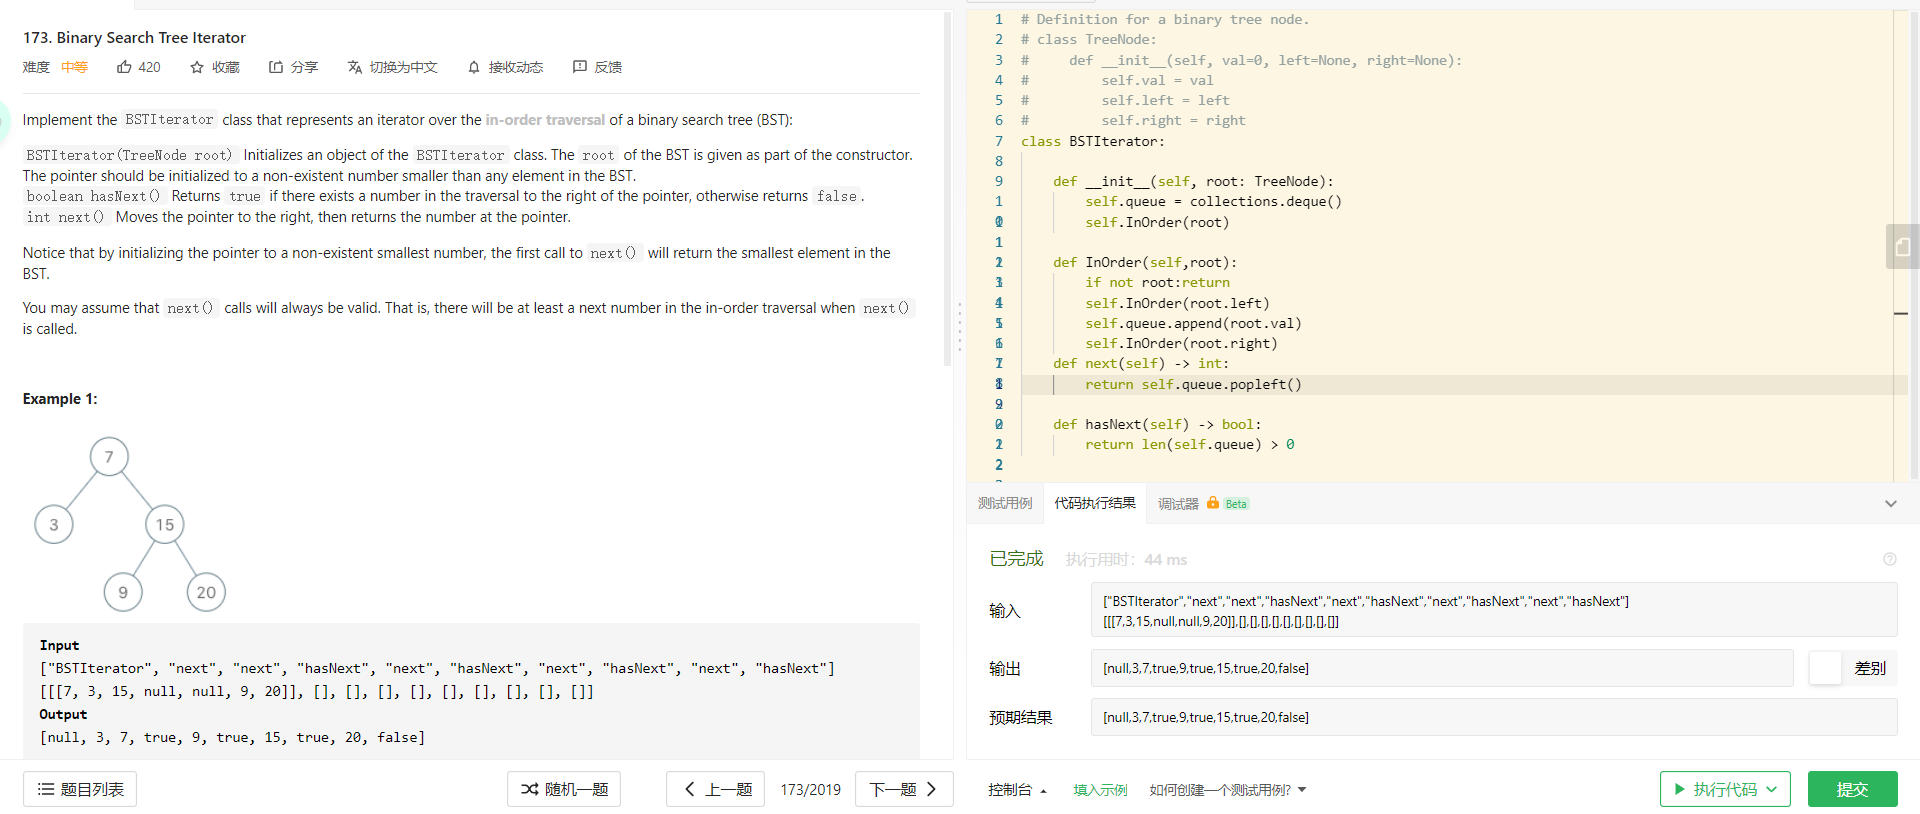 173. Binary Search Tree Iterator
难度 中等 420 收藏 分享 切换为中文 接收动态 反馈
Implement the BSTIterator class that represents an iterator over the in-order traversal of a binary search tree (BST):
BSTIterator(TreeNode root) Initializes an object of the BSTIterator class. The root of the BST is given as part of the constructor.
The pointer should be initialized to a non-existent number smaller than any element in the BST.
boolean hasNext() Returns true if there exists a number in the traversal to the right of the pointer, otherwise returns false.
int next() Moves the pointer to the right, then returns the number at the pointer.
Notice that by initializing the pointer to a non-existent smallest number, the first call to next() will return the smallest element in the
BST.
You may assume that next() calls will always be valid. That is, there will be at least a next number in the in-order traversal when next()
is called.
Example 1:
7
3 15
9 20
Input
["BSTIterator", "next", "next", "hasNext", "next", "hasNext", "next", "hasNext", "next", "hasNext"]
[[[7, 3, 15, null, null, 9, 20]], [], [], [], [], [], [], [], [], []]
Output
[null, 3, 7, true, 9, true, 15, true, 20, false]
题目列表 随机一题 上一题 173/2019 下一题
1 # Definition for a binary tree node.
2 # class TreeNode:
3 #     def __init__(self, val=0, left=None, right=None):
4 #         self.val = val
5 #         self.left = left
6 #         self.right = right
7 class BSTIterator:
8
9     def __init__(self, root: TreeNode):
        self.queue = collections.deque()
        self.InOrder(root)
    def InOrder(self,root):
        if not root:return
        self.InOrder(root.left)
        self.queue.append(root.val)
        self.InOrder(root.right)
    def next(self) -> int:
        return self.queue.popleft()
    def hasNext(self) -> bool:
        return len(self.queue) > 0
测试用例 代码执行结果 调试器 Beta
已完成 执行用时: 44 ms
输入
["BSTIterator","next","next","hasNext","next","hasNext","next","hasNext","next","hasNext"]
[[[7,3,15,null,null,9,20]],[],[],[],[],[],[],[],[],[]]
输出 [null,3,7,true,9,true,15,true,20,false] 差别
预期结果 [null,3,7,true,9,true,15,true,20,false]
控制台 填入示例 如何创建一个测试用例? 执行代码 提交